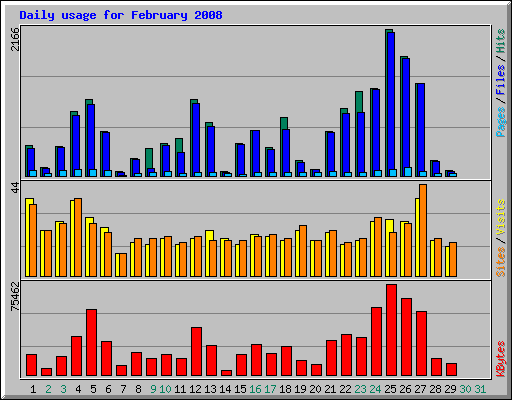 Daily usage for February 2008
2166
Pages / Files / Hits
44
Sites / Visits
75462
KBytes
1 2 3 4 5 6 7 8 9 10 11 12 13 14 15 16 17 18 19 20 21 22 23 24 25 26 27 28 29 30 31